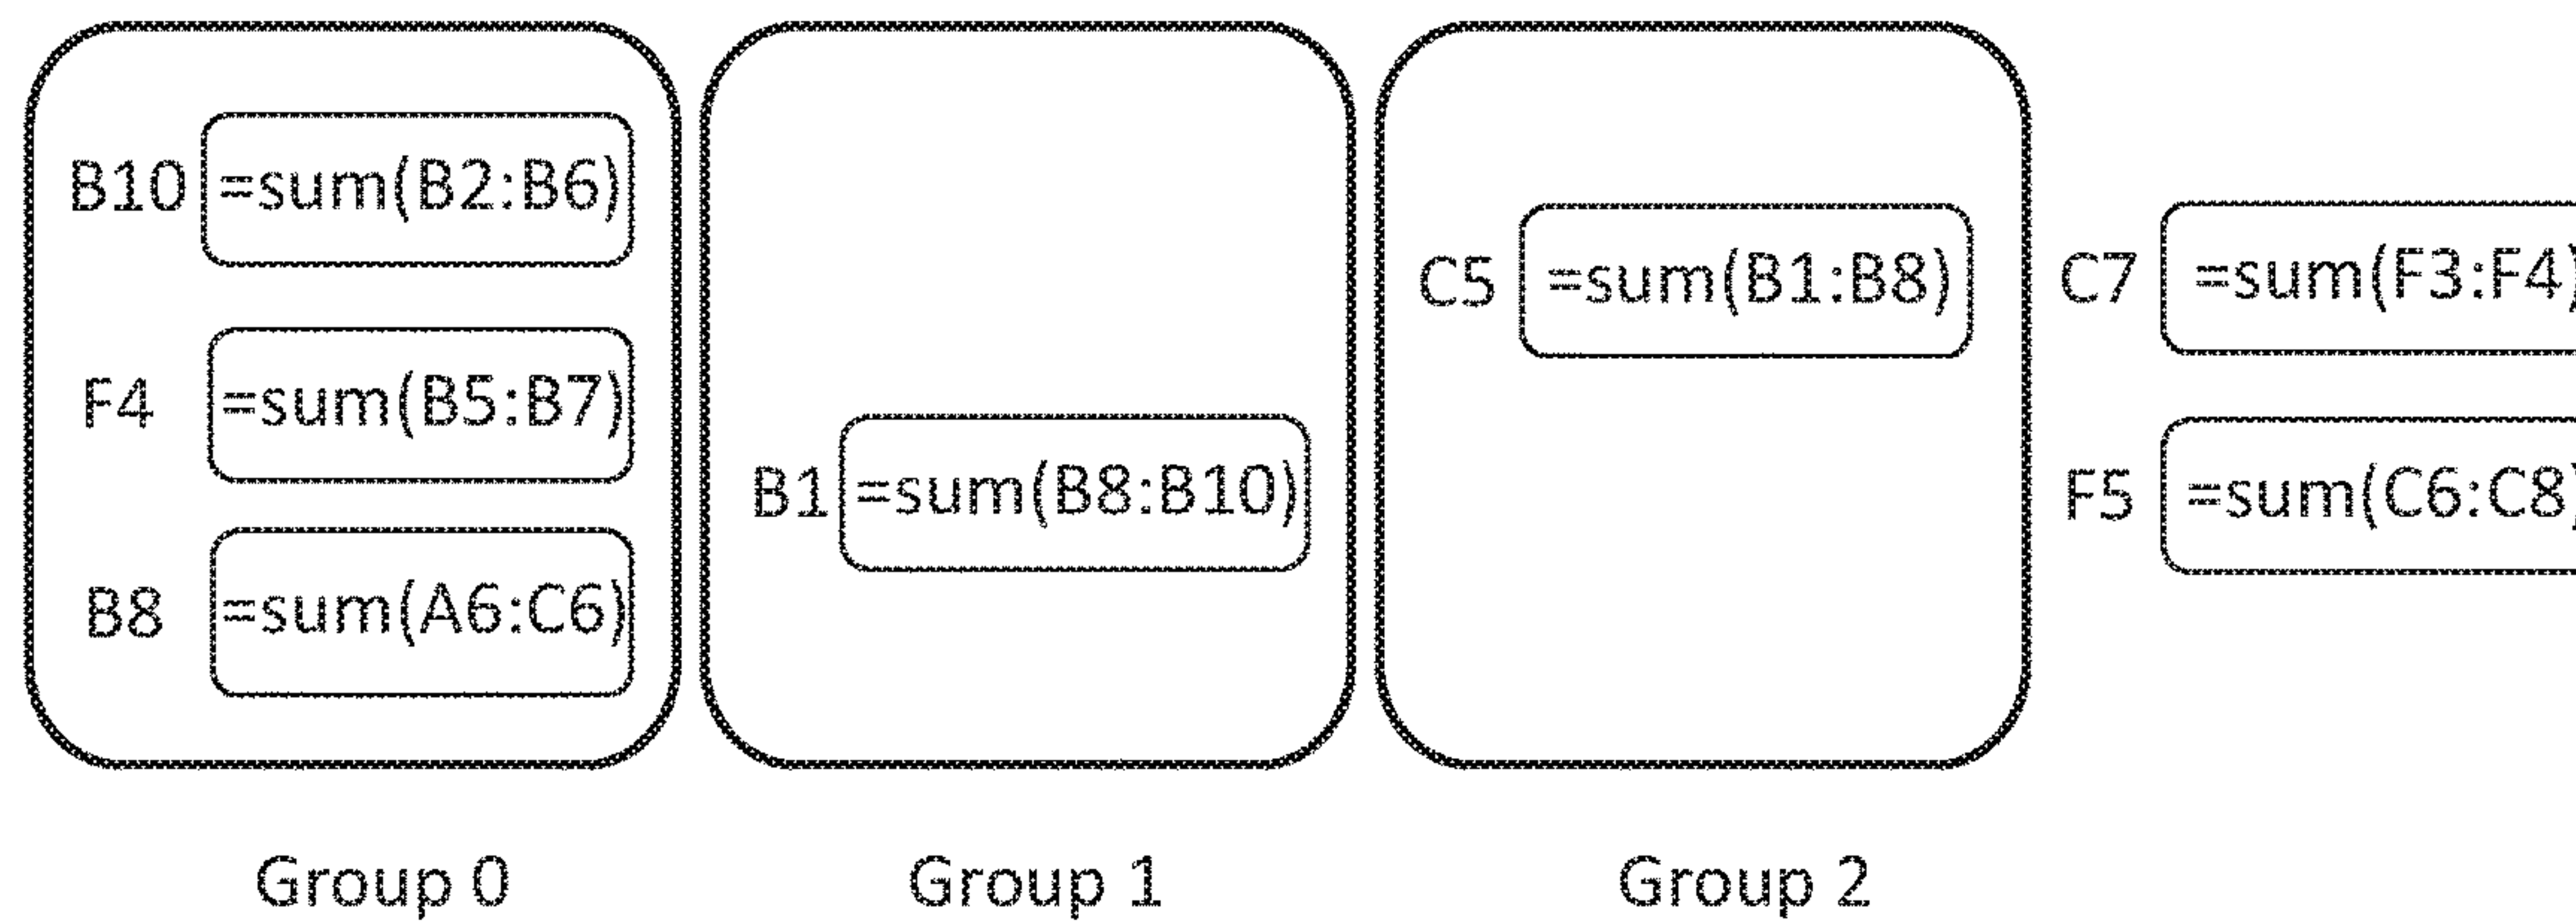 B10 =sum(B2:B6)
F4 =sum(B5:B7)
B8 =sum(A6:C6)
B1 =sum(B8:B10)
C5 =sum(B1:B8)
C7 =sum(F3:F4)
F5 =sum(C6:C8)
Group 0
Group 1
Group 2